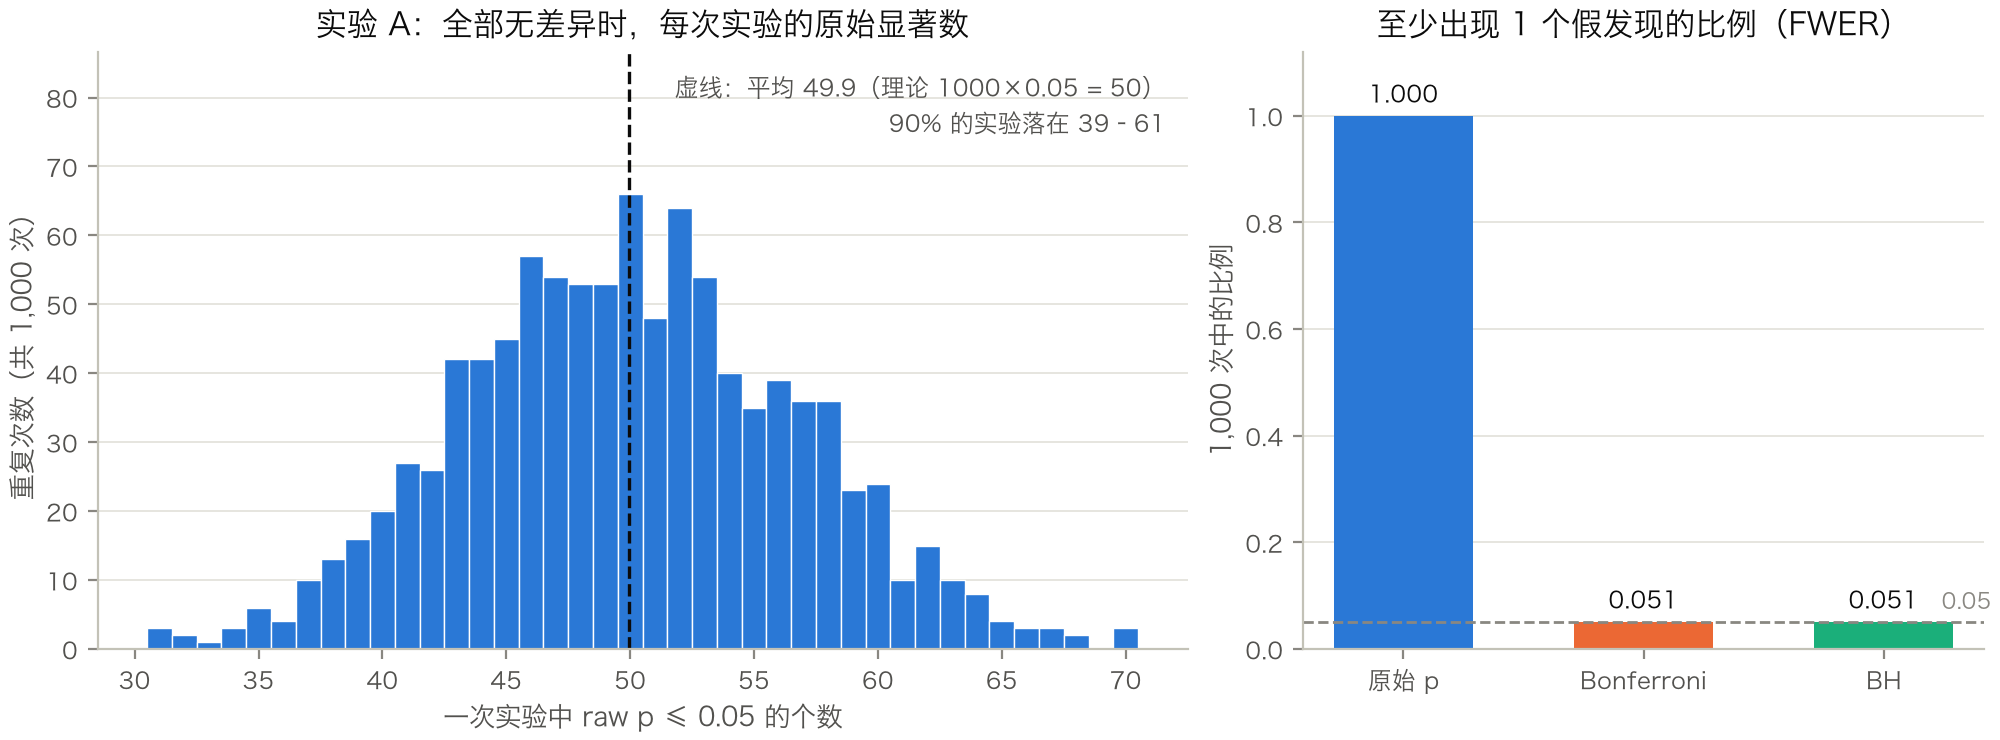 实验 A：全部无差异时，每次实验的原始显著数
虚线：平均 49.9（理论 1000×0.05 = 50）
90% 的实验落在 39 - 61
重复次数（共 1,000 次）
80
70
60
50
40
30
20
10
0
30 35 40 45 50 55 60 65 70
一次实验中 raw p ≤ 0.05 的个数
至少出现 1 个假发现的比例（FWER）
1,000 次中的比例
1.0
0.8
0.6
0.4
0.2
0.0
1.000
0.051
0.051
0.05
原始 p Bonferroni BH